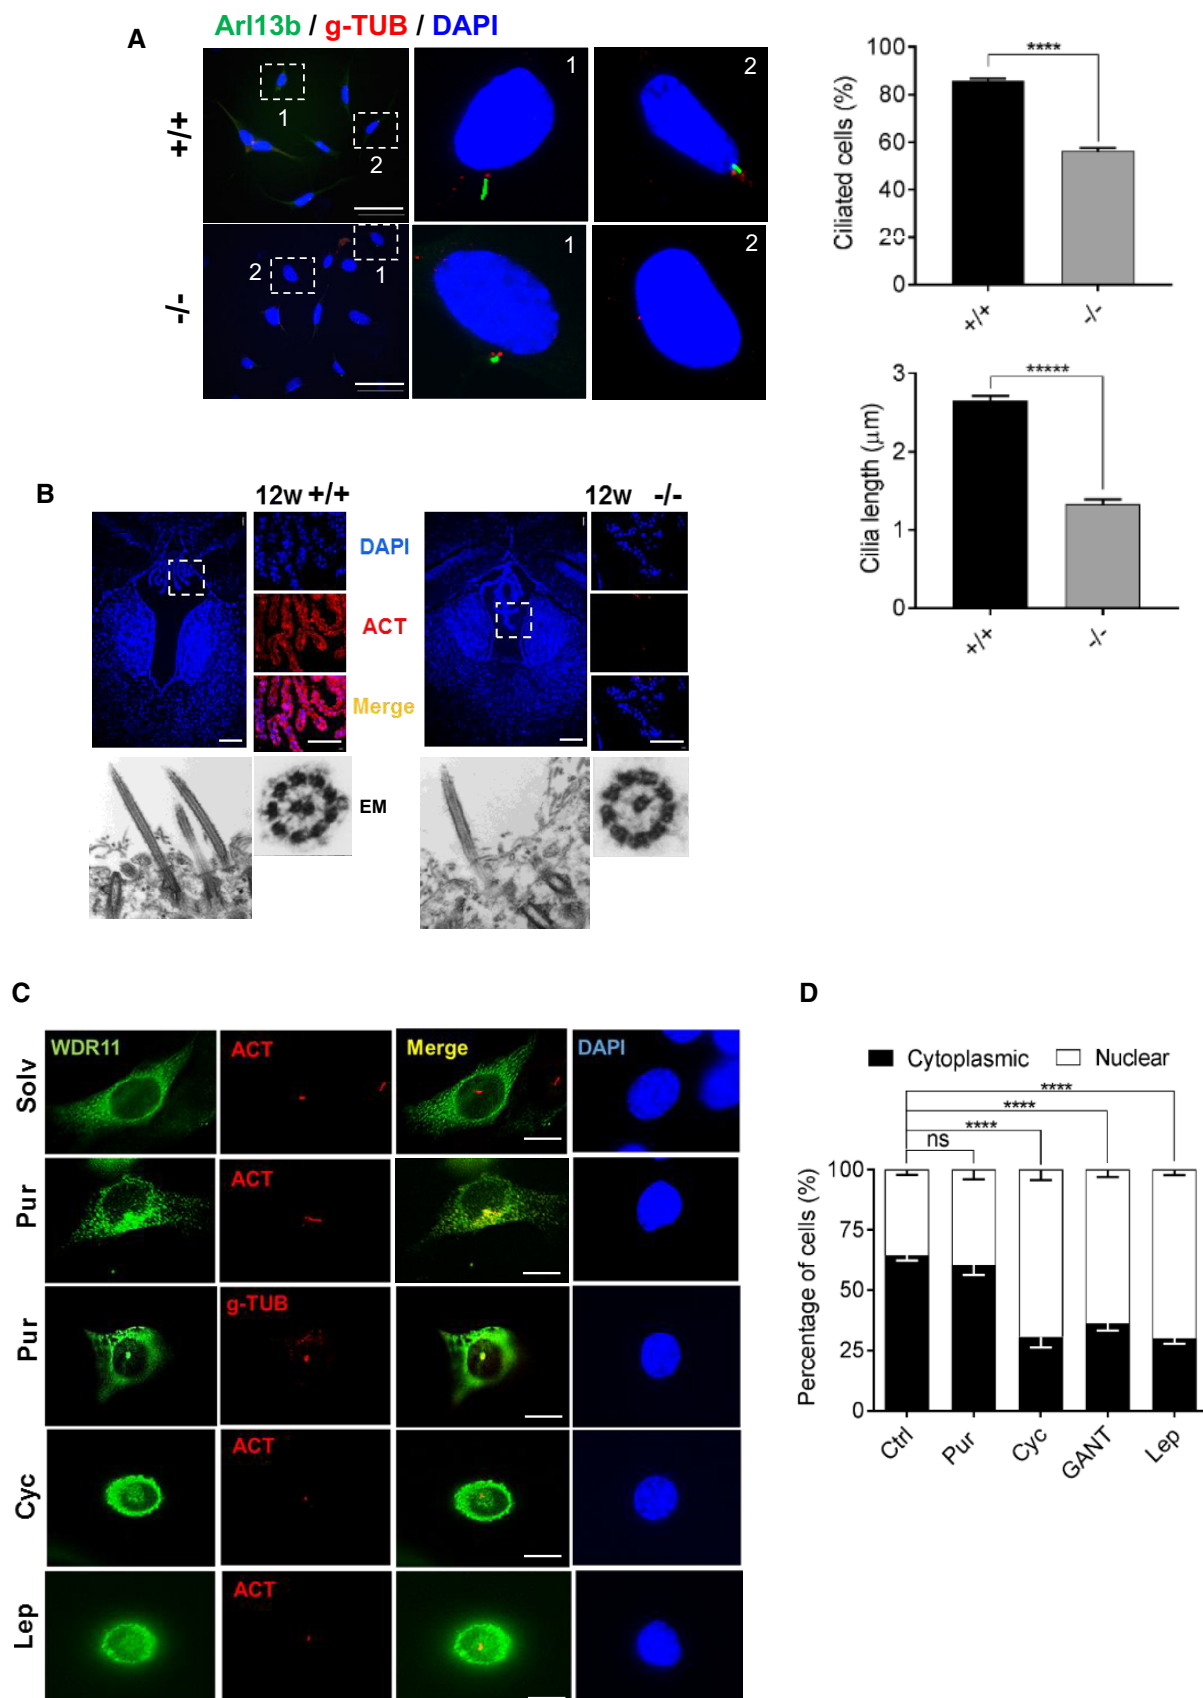 A
Arl13b / g-TUB / DAPI
+/+
1
2
1
2
-/-
2
1
1
2
Ciliated cells (%)
100
80
60
40
20
0
****
+/+
-/-
Cilia length (μm)
3
2
1
0
*****
+/+
-/-
B
12w +/+
12w -/-
DAPI
ACT
Merge
EM
C
Solv
WDR11
ACT
Merge
DAPI
Pur
ACT
Pur
g-TUB
Cyc
ACT
Lep
ACT
D
Cytoplasmic
Nuclear
****
****
****
ns
Percentage of cells (%)
100
75
50
25
0
Ctrl
Pur
Cyc
GANT
Lep